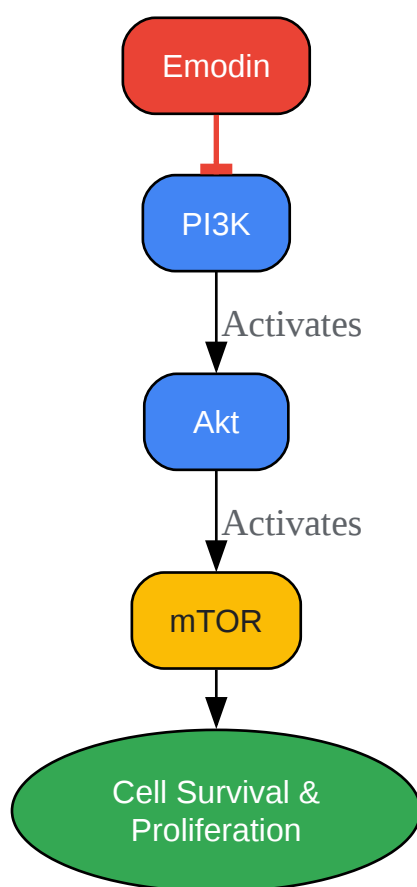 Emodin
PI3K
Activates
Akt
Activates
mTOR
Cell Survival &
Proliferation